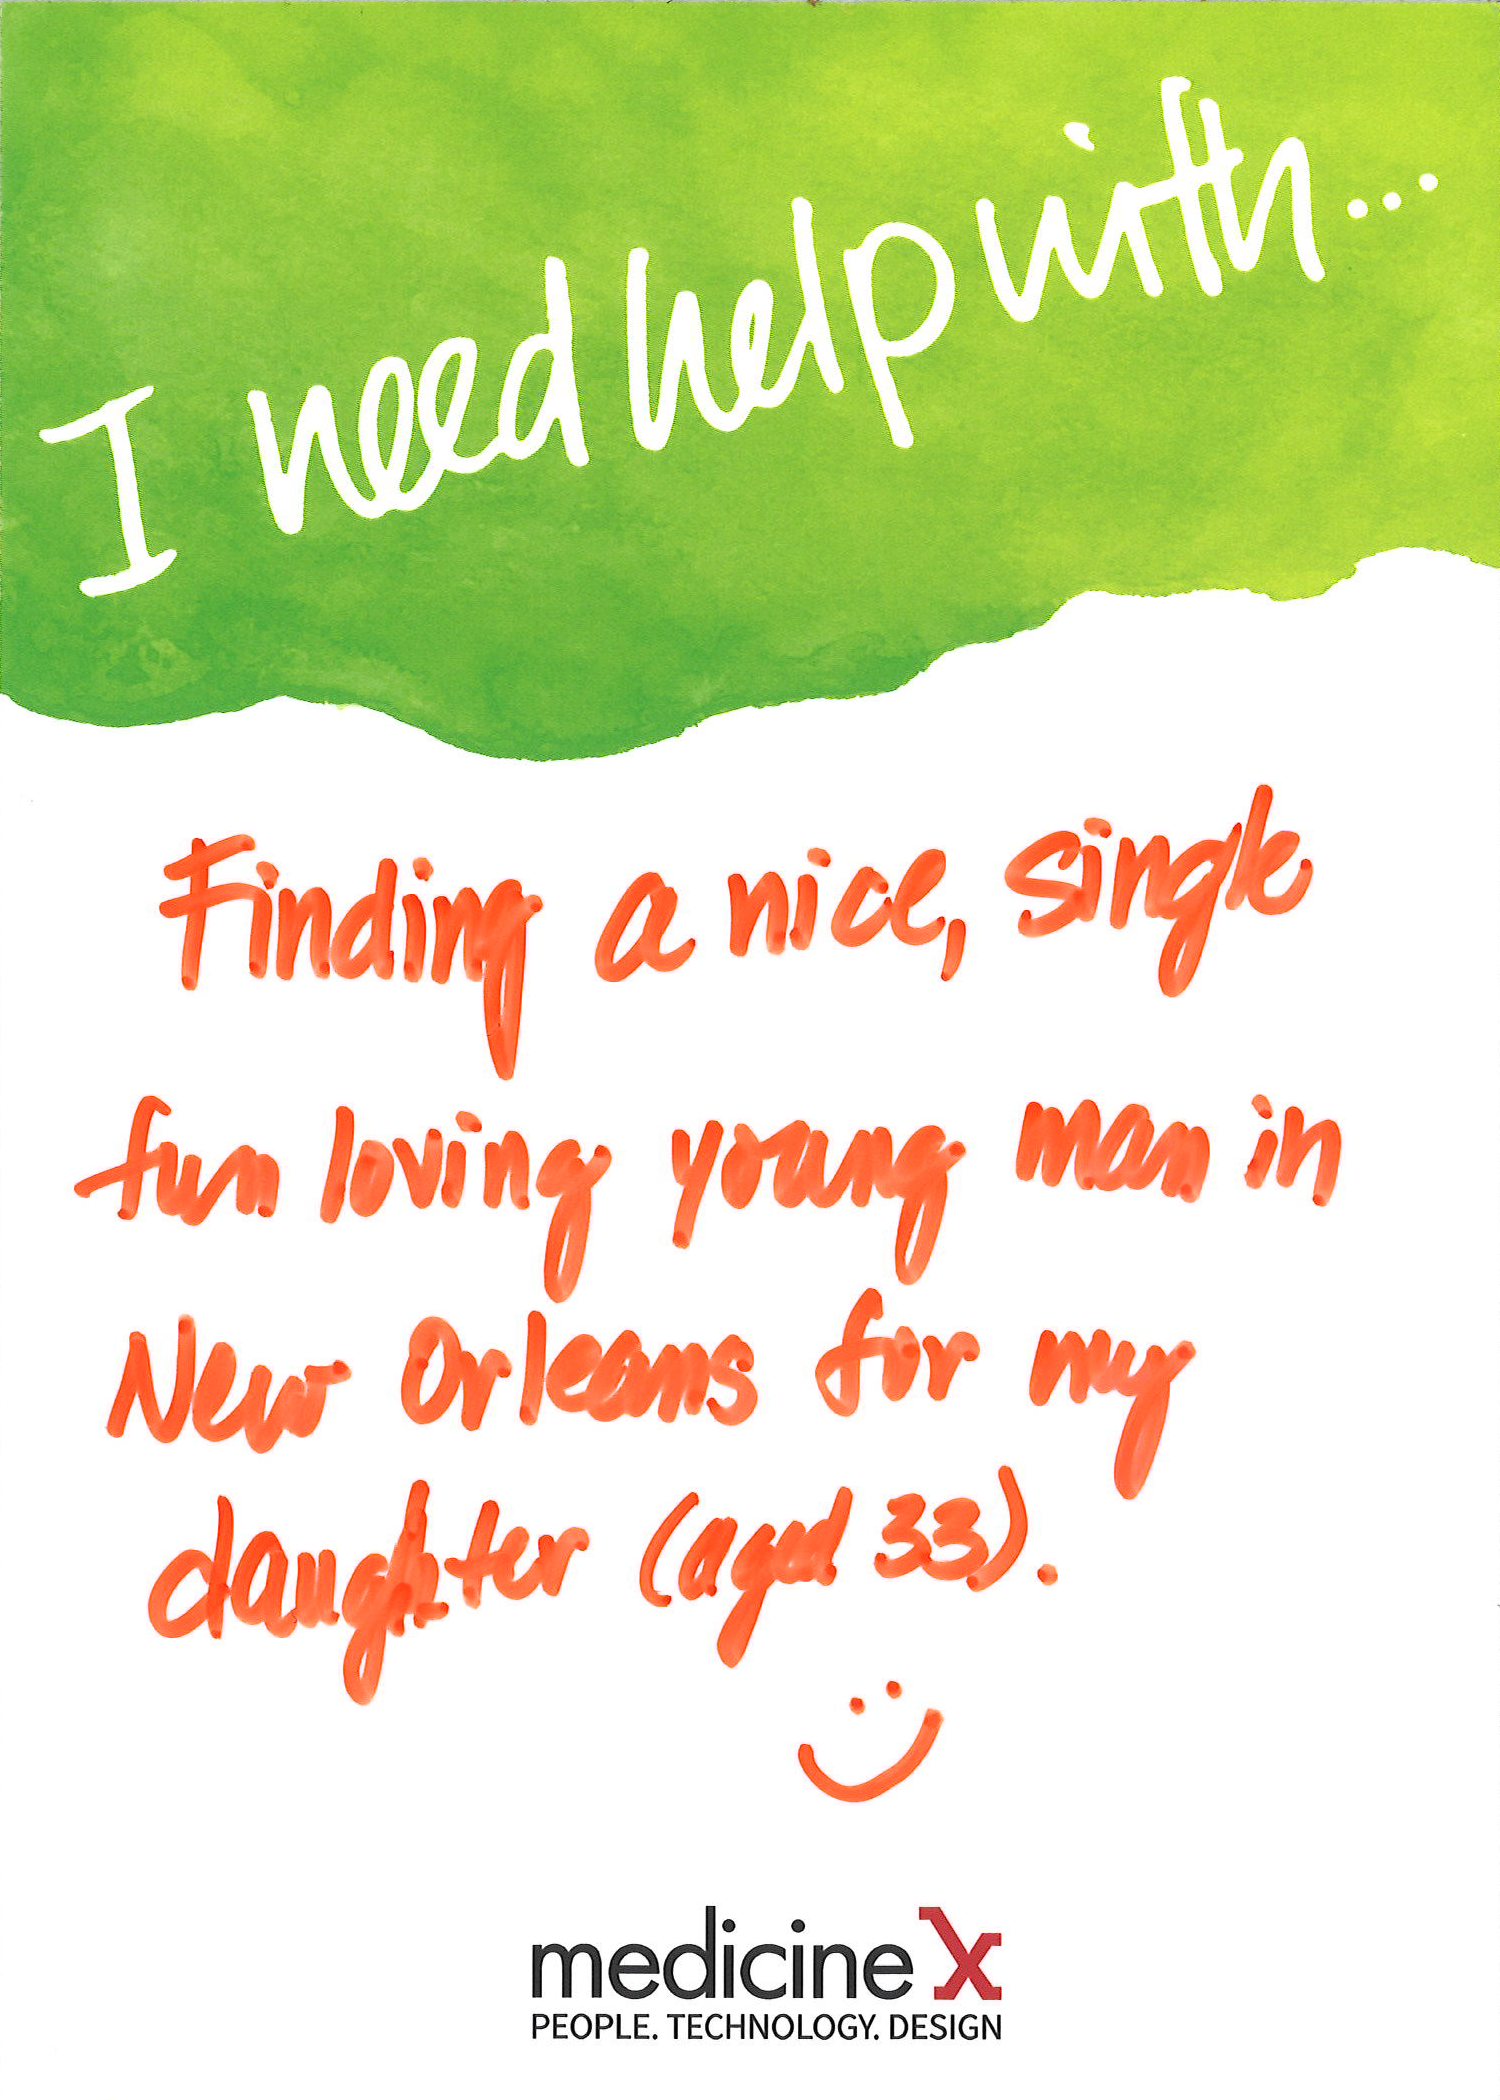 I need help with...
Finding a nice, single
fun loving young man in
New Orleans for my
daughter (aged 33).
medicine X
PEOPLE. TECHNOLOGY. DESIGN